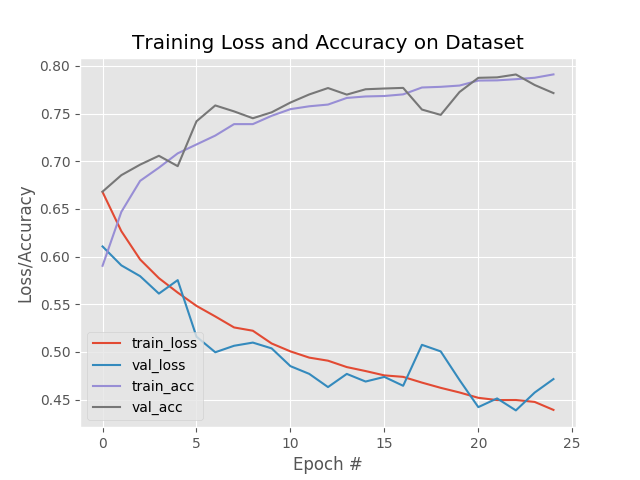 Training Loss and Accuracy on Dataset
0.80
0.75
0.70
0.65
0.60
0.55
0.50
0.45
Loss/Accuracy
train_loss
val_loss
train_acc
val_acc
0 5 10 15 20 25
Epoch #